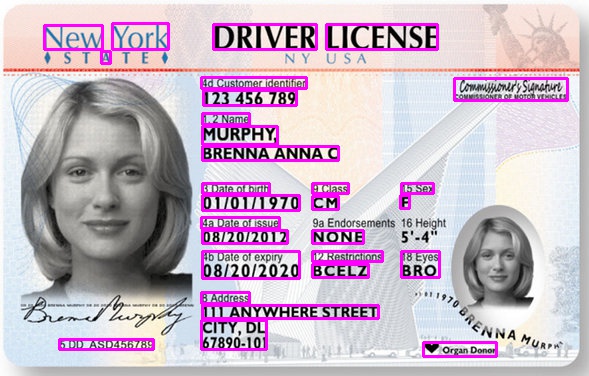 New York DRIVER LICENSE
STATE NY USA
4d Customer identifier
123 456 789
Commissioner's Signature
COMMISSIONER OF MOTOR VEHICLES
1, 2 Name
MURPHY,
BRENNA ANNA C
3 Date of birth 9 Class 15 Sex
01/01/1970 CM F
4a Date of issue 9a Endorsements 16 Height
08/20/2012 NONE 5'-4"
4b Date of expiry 12 Restrictions 18 Eyes
08/20/2020 BCELZ BRO
8 Address
111 ANYWHERE STREET
CITY, DL
67890-101
Brenna Murphy
5 DD ASD456789
Organ Donor